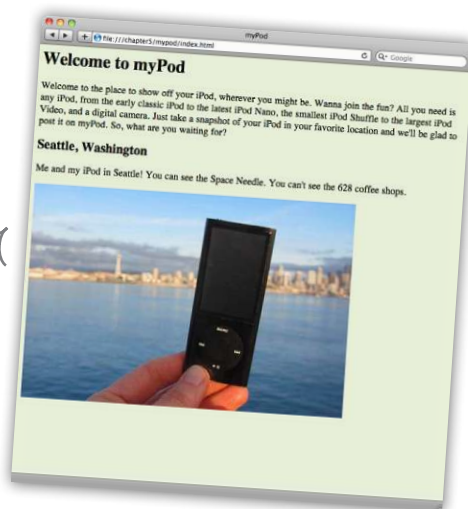 myPod
file:///chapter5/mypod/index.html
Google
Welcome to myPod
Welcome to the place to show off your iPod, wherever you might be. Wanna join the fun? All you need is
any iPod, from the early classic iPod to the latest iPod Nano, the smallest iPod Shuffle to the largest iPod
Video, and a digital camera. Just take a snapshot of your iPod in your favorite location and we'll be glad to
post it on myPod. So, what are you waiting for?
Seattle, Washington
Me and my iPod in Seattle! You can see the Space Needle. You can't see the 628 coffee shops.
MENU